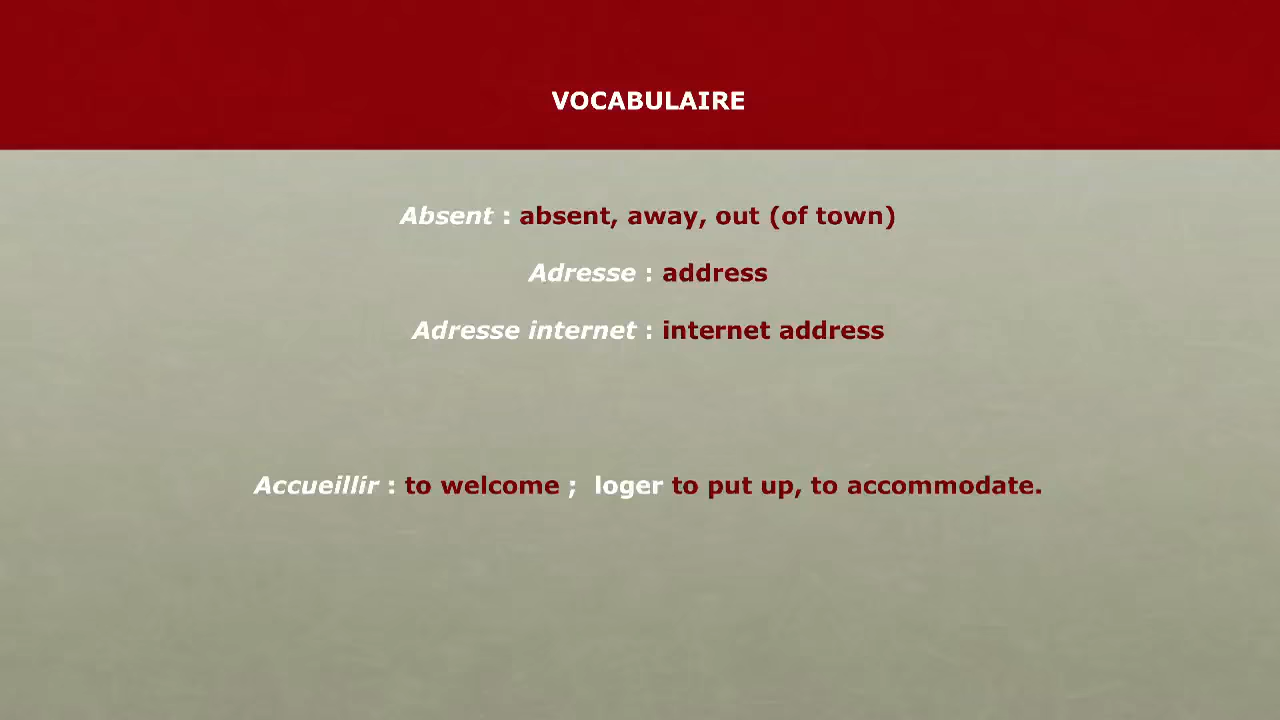 VOCABULAIRE
Absent : absent, away, out (of town)
Adresse : address
Adresse internet : internet address
Accueillir : to welcome ; loger to put up, to accommodate.